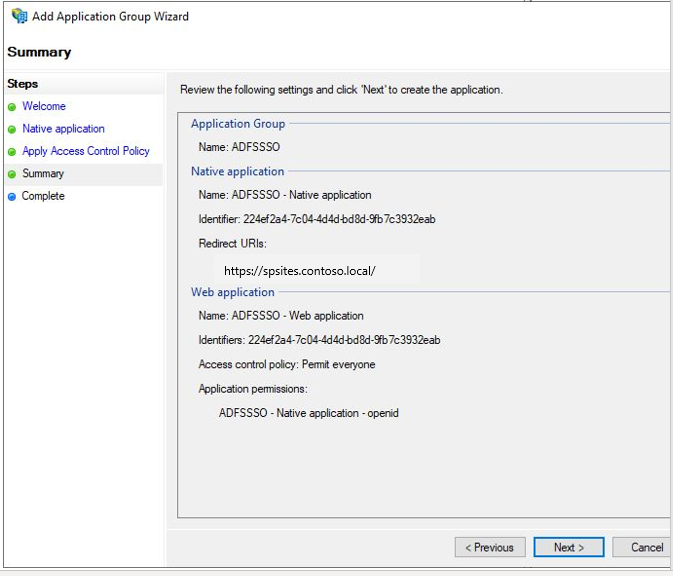 Add Application Group Wizard
Summary
Steps
Welcome
Native application
Apply Access Control Policy
Summary
Complete
Review the following settings and click 'Next' to create the application.
Application Group
Name: ADFSSSO
Native application
Name: ADFSSSO - Native application
Identifier: 224ef2a4-7c04-4d4d-bd8d-9fb7c3932eab
Redirect URIs:
https://spsites.contoso.local/
Web application
Name: ADFSSSO - Web application
Identifiers: 224ef2a4-7c04-4d4d-bd8d-9fb7c3932eab
Access control policy: Permit everyone
Application permissions:
ADFSSSO - Native application - openid
< Previous
Next >
Cancel